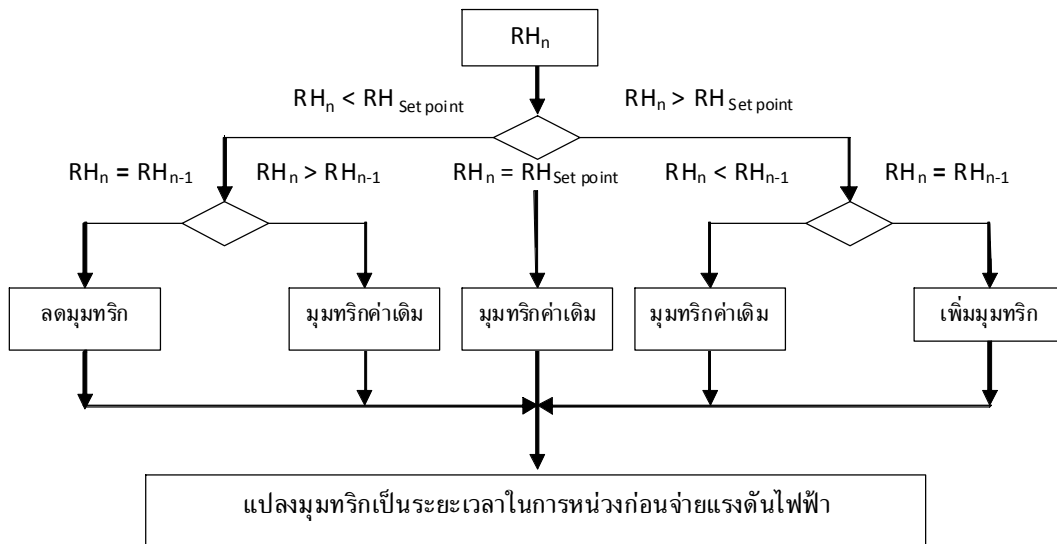 RHn
RHn < RH Set point
RHn > RH Set point
RHn = RHn-1
RHn > RHn-1
RHn = RHSet point
RHn < RHn-1
RHn = RHn-1
ลดมุมทริก
มุมทริกค่าเดิม
มุมทริกค่าเดิม
มุมทริกค่าเดิม
เพิ่มมุมทริก
แปลงมุมทริกเป็นระยะเวลาในการหน่วงก่อนจ่ายแรงดันไฟฟ้า